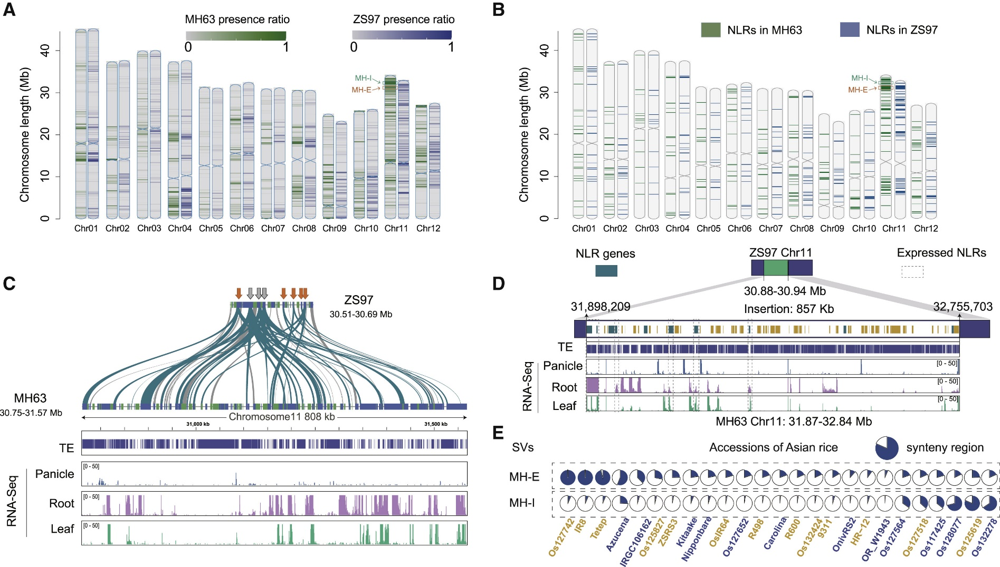 A
MH63 presence ratio
0 1
ZS97 presence ratio
0 1
Chromosome length (Mb)
40
30
20
10
0
MH-I
MH-E
Chr01 Chr02 Chr03 Chr04 Chr05 Chr06 Chr07 Chr08 Chr09 Chr10 Chr11 Chr12
B
NLRs in MH63
NLRs in ZS97
Chromosome length (Mb)
40
30
20
10
0
MH-I
MH-E
Chr01 Chr02 Chr03 Chr04 Chr05 Chr06 Chr07 Chr08 Chr09 Chr10 Chr11 Chr12
C
ZS97
30.51-30.69 Mb
MH63
30.75-31.57 Mb
Chromosome11 808 kb
31,000 kb
31,500 kb
TE
RNA-Seq
Panicle
[0 - 50]
Root
[0 - 50]
Leaf
[0 - 50]
D
NLR genes
ZS97 Chr11
Expressed NLRs
30.88-30.94 Mb
31,898,209
Insertion: 857 Kb
32,755,703
TE
RNA-Seq
Panicle
[0 - 50]
Root
[0 - 50]
Leaf
[0 - 50]
MH63 Chr11: 31.87-32.84 Mb
E
SVs
Accessions of Asian rice
synteny region
MH-E
MH-I
Os127742
IR8
Tetep
Azucena
IRGC106162
Os125827
ZSRS3
Kitaake
Nipponbare
OsIR64
Os127652
R498
Carolina
R600
Os132424
9311
OnivRS2
HR-12
OR_W1943
Os127564
Os127518
Os117425
Os128077
Os125619
Os132278